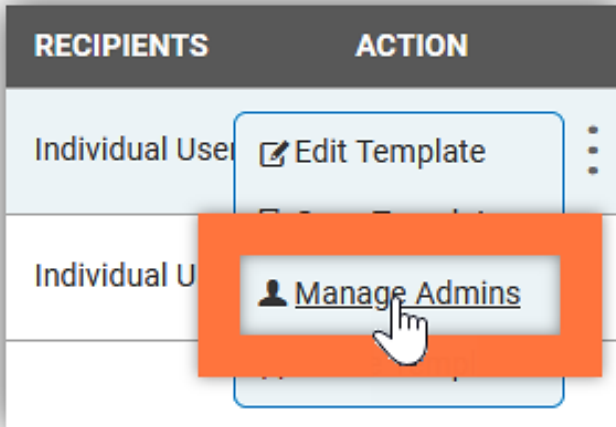 RECIPIENTS ACTION
Individual User
Edit Template
Individual U
Manage Admins